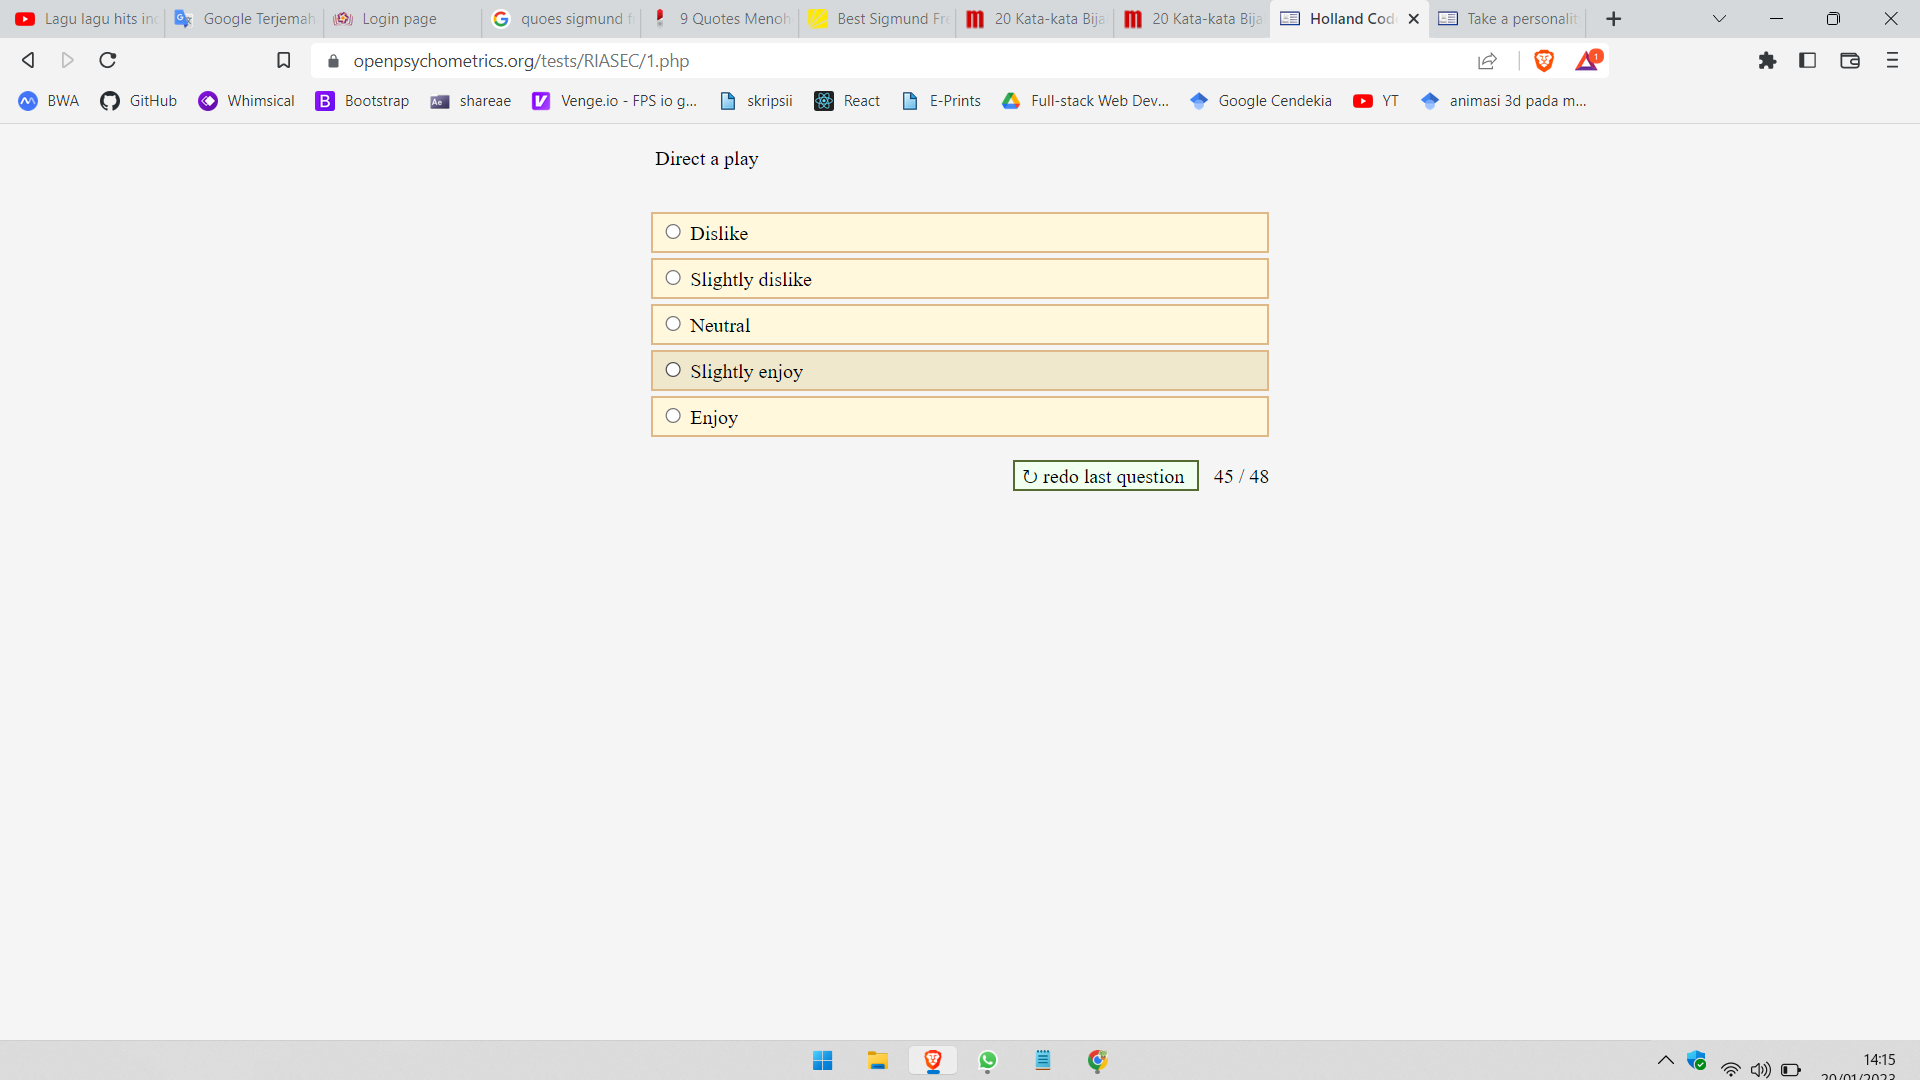 Lagu lagu hits in
Google Terjemah
Login page
quoes sigmund f
9 Quotes Menoh
Best Sigmund Fre
20 Kata-kata Bija
20 Kata-kata Bija
Holland Cod
Take a personalit
openpsychometrics.org/tests/RIASEC/1.php
1
BWA
GitHub
Whimsical
B Bootstrap
Ae shareae
Venge.io - FPS io g...
skripsii
React
E-Prints
Full-stack Web Dev...
Google Cendekia
YT
animasi 3d pada m...
Direct a play
Dislike
Slightly dislike
Neutral
Slightly enjoy
Enjoy
↻ redo last question 45 / 48
14:15
20/01/2023